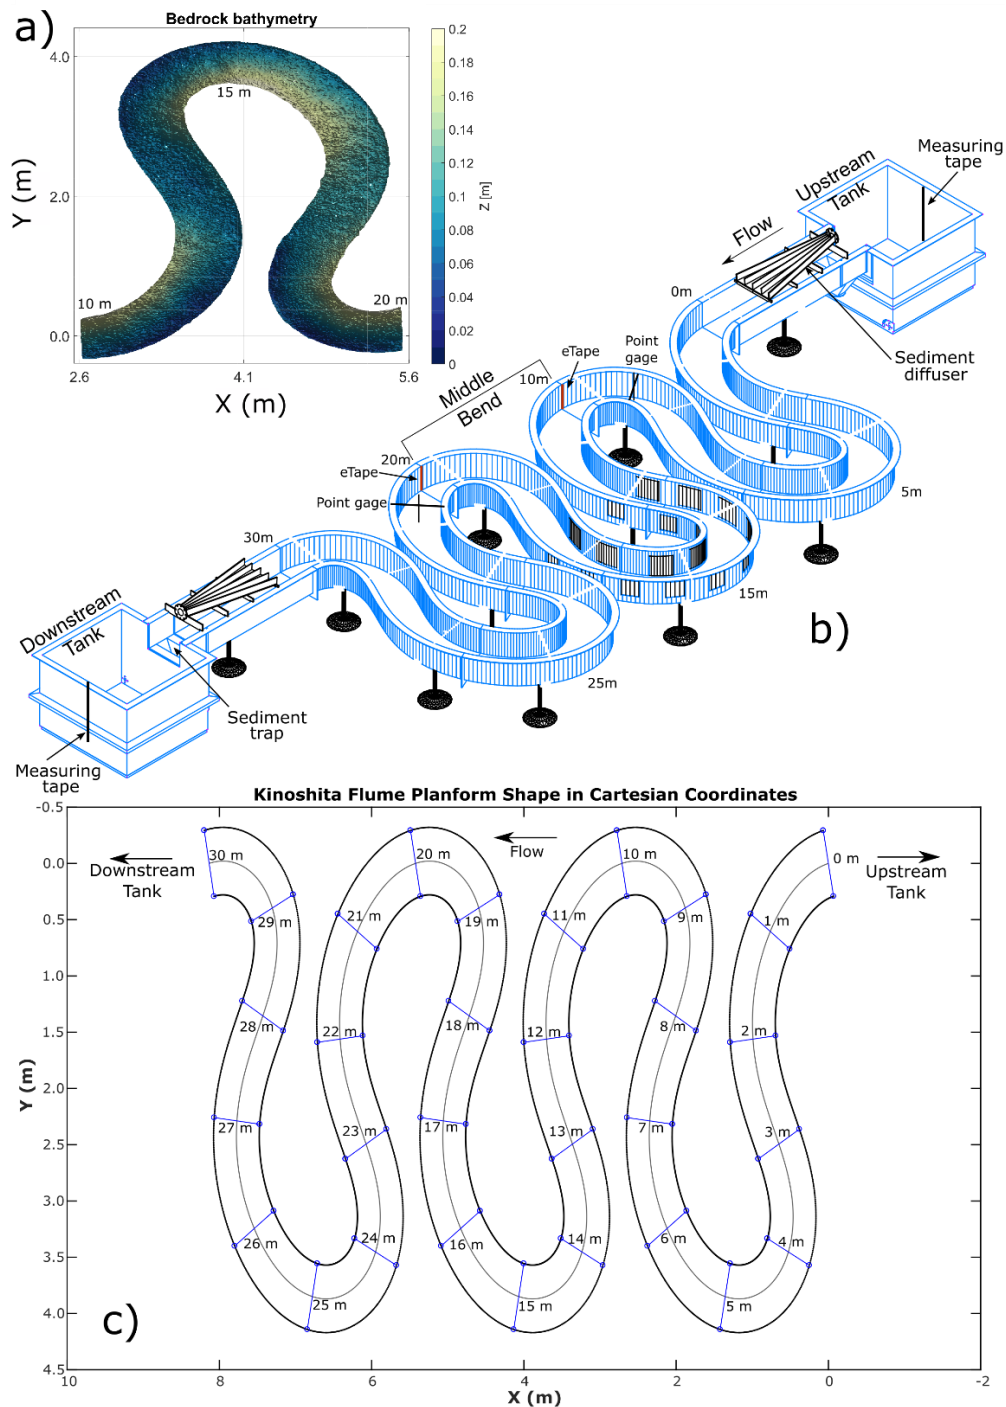 a)
Bedrock bathymetry
4.0
2.0
0.0
Y (m)
2.6
4.1
5.6
X (m)
10 m
15 m
20 m
0.2
0.18
0.16
0.14
0.12
0.1
0.08
0.06
0.04
0.02
0
Z [m]
Measuring
tape
Upstream
Tank
Flow
0m
Sediment
diffuser
Point
gage
eTape
10m
Middle
Bend
20m
eTape
Point gage
5m
15m
30m
25m
b)
Downstream
Tank
Sediment
trap
Measuring
tape
Kinoshita Flume Planform Shape in Cartesian Coordinates
-0.5
0.0
0.5
1.0
1.5
2.0
2.5
3.0
3.5
4.0
4.5
Y (m)
10
8
6
4
2
0
-2
X (m)
Downstream
Tank
Flow
Upstream
Tank
0 m
1 m
2 m
3 m
4 m
5 m
6 m
7 m
8 m
9 m
10 m
11 m
12 m
13 m
14 m
15 m
16 m
17 m
18 m
19 m
20 m
21 m
22 m
23 m
24 m
25 m
26 m
27 m
28 m
29 m
30 m
c)